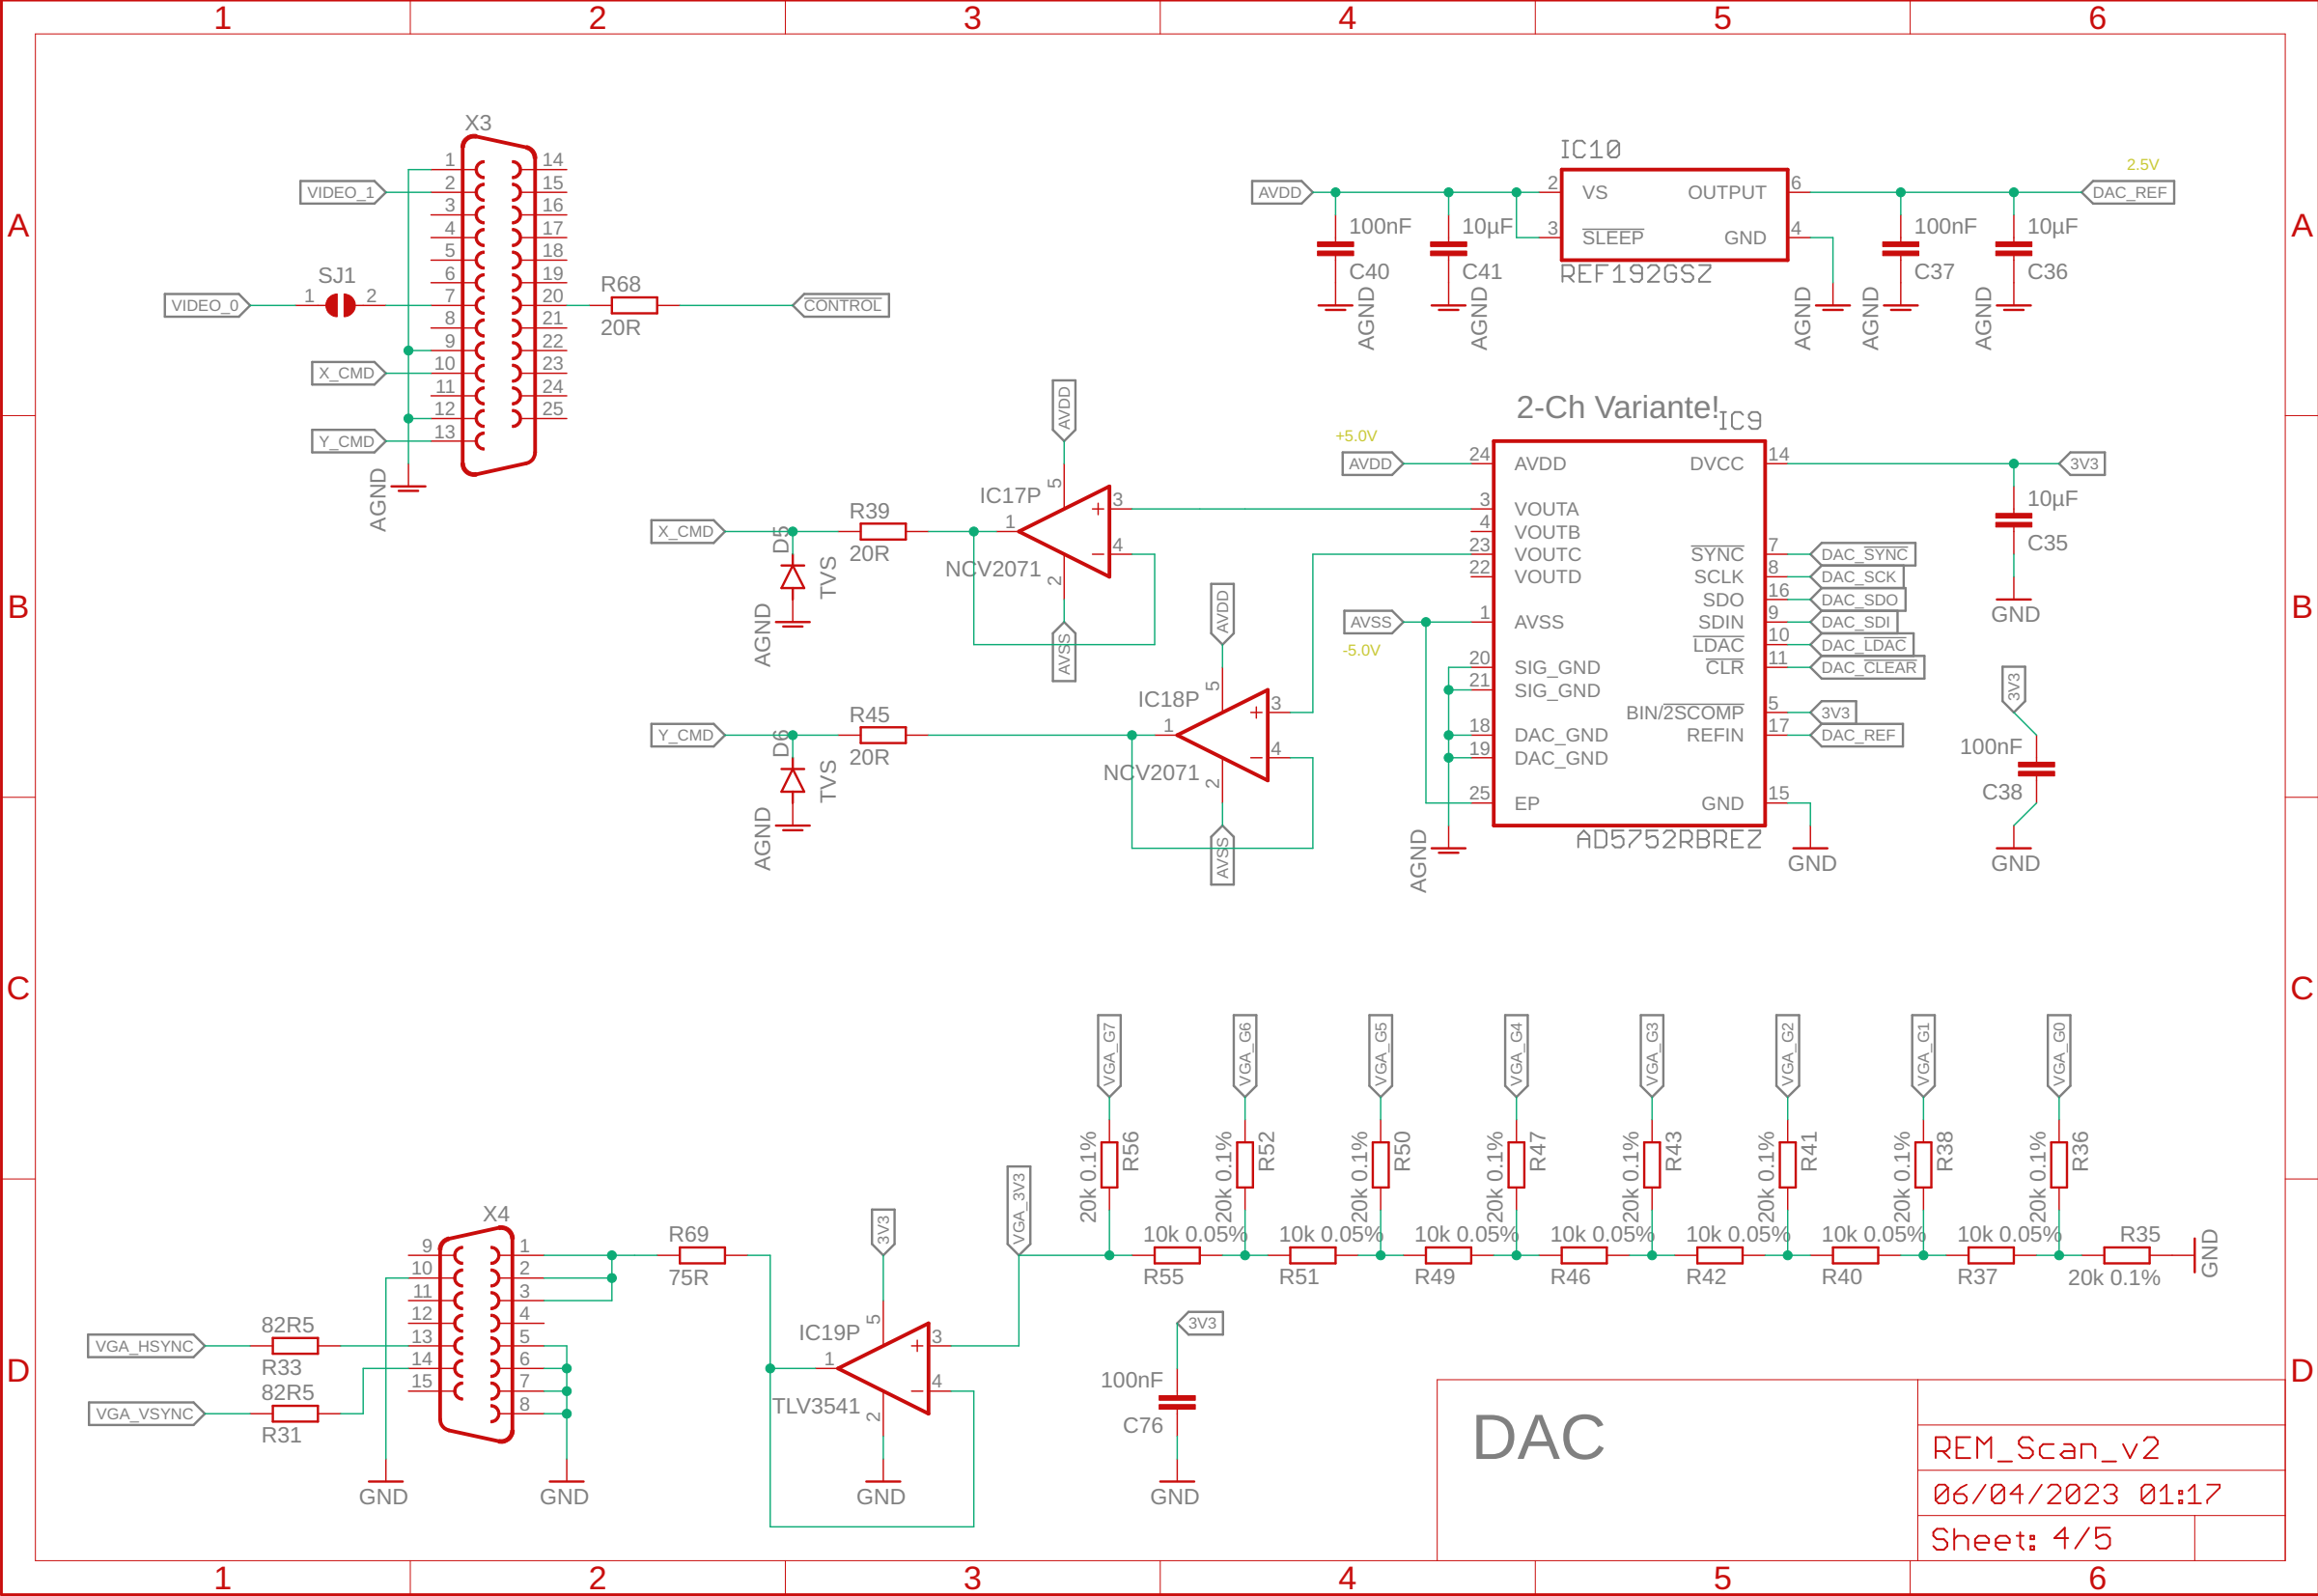 1 2 3 4 5 6
A
A
B
B
C
C
D
D
X3
1 14
2 15
3 16
4 17
5 18
6 19
7 20
8 21
9 22
10 23
11 24
12 25
13
VIDEO_1
SJ1
VIDEO_0
1 2
X_CMD
Y_CMD
AGND
R68
20R
CONTROL
IC10
AVDD
2 VS OUTPUT 6
3 SLEEP GND 4
REF192GSZ
100nF
C40
AGND
10µF
C41
AGND
AGND
100nF
C37
AGND
10µF
C36
AGND
2.5V
DAC_REF
2-Ch Variante!
IC9
+5.0V
AVDD
24 AVDD DVCC 14
3 VOUTA
4 VOUTB
23 VOUTC SYNC 7
22 VOUTD SCLK 8
SDO 16
1 AVSS SDIN 9
LDAC 10
20 SIG_GND CLR 11
21 SIG_GND
BIN/2SCOMP 5
18 DAC_GND REFIN 17
19 DAC_GND
25 EP GND 15
AD5752RBREZ
AVSS
-5.0V
AGND
GND
3V3
10µF
C35
GND
DAC_SYNC
DAC_SCK
DAC_SDO
DAC_SDI
DAC_LDAC
DAC_CLEAR
3V3
DAC_REF
3V3
100nF
C38
GND
AVDD
IC17P
5
3
1
4
2
NCV2071
AVSS
R39
20R
X_CMD
D5
TVS
AGND
AVDD
IC18P
5
3
1
4
2
NCV2071
AVSS
R45
20R
Y_CMD
D6
TVS
AGND
VGA_G7
VGA_G6
VGA_G5
VGA_G4
VGA_G3
VGA_G2
VGA_G1
VGA_G0
20k 0.1%
R56
20k 0.1%
R52
20k 0.1%
R50
20k 0.1%
R47
20k 0.1%
R43
20k 0.1%
R41
20k 0.1%
R38
20k 0.1%
R36
10k 0.05%
R55
10k 0.05%
R51
10k 0.05%
R49
10k 0.05%
R46
10k 0.05%
R42
10k 0.05%
R40
10k 0.05%
R37
R35
20k 0.1%
GND
VGA_3V3
X4
9 1
10 2
11 3
12 4
13 5
14 6
15 7
8
R69
75R
3V3
IC19P
5
3
1
4
2
TLV3541
GND
VGA_HSYNC
82R5
R33
VGA_VSYNC
82R5
R31
GND
GND
3V3
100nF
C76
GND
DAC
REM_Scan_v2
06/04/2023 01:17
Sheet: 4/5
1 2 3 4 5 6